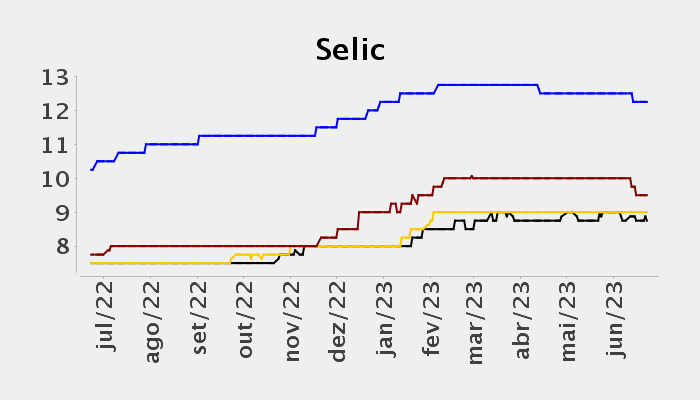 Selic
13
12
11
10
9
8
jul/22
ago/22
set/22
out/22
nov/22
dez/22
jan/23
fev/23
mar/23
abr/23
mai/23
jun/23